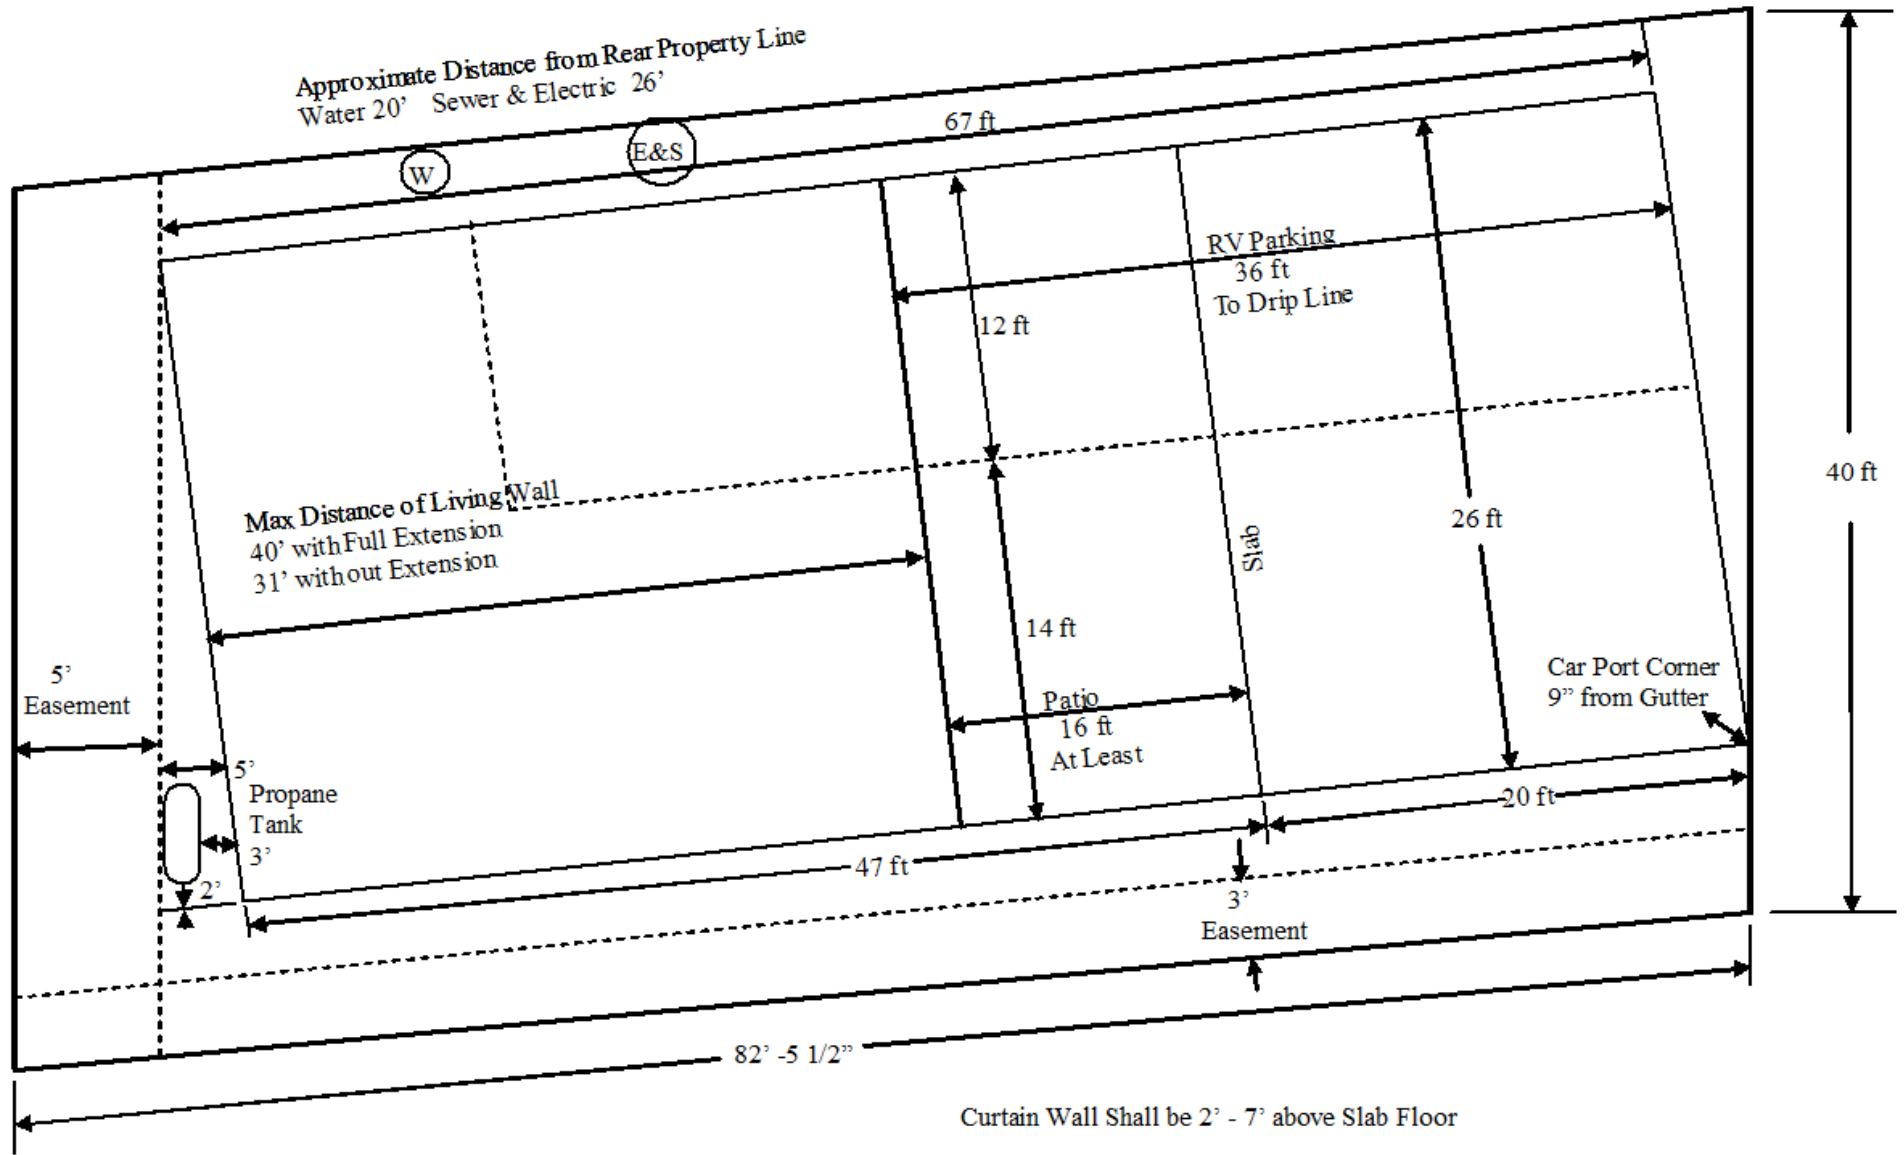 Approximate Distance from Rear Property Line
Water 20’ Sewer & Electric 26’
W
E&S
67 ft
RV Parking
36 ft
To Drip Line
12 ft
40 ft
Max Distance of Living Wall
40’ with Full Extension
31’ without Extension
Slab
26 ft
14 ft
5’
Easement
Car Port Corner
9” from Gutter
Patio
16 ft
At Least
5’
Propane
Tank
3’
2’
20 ft
47 ft
3’
Easement
82’ -5 1/2”
Curtain Wall Shall be 2’ - 7’ above Slab Floor